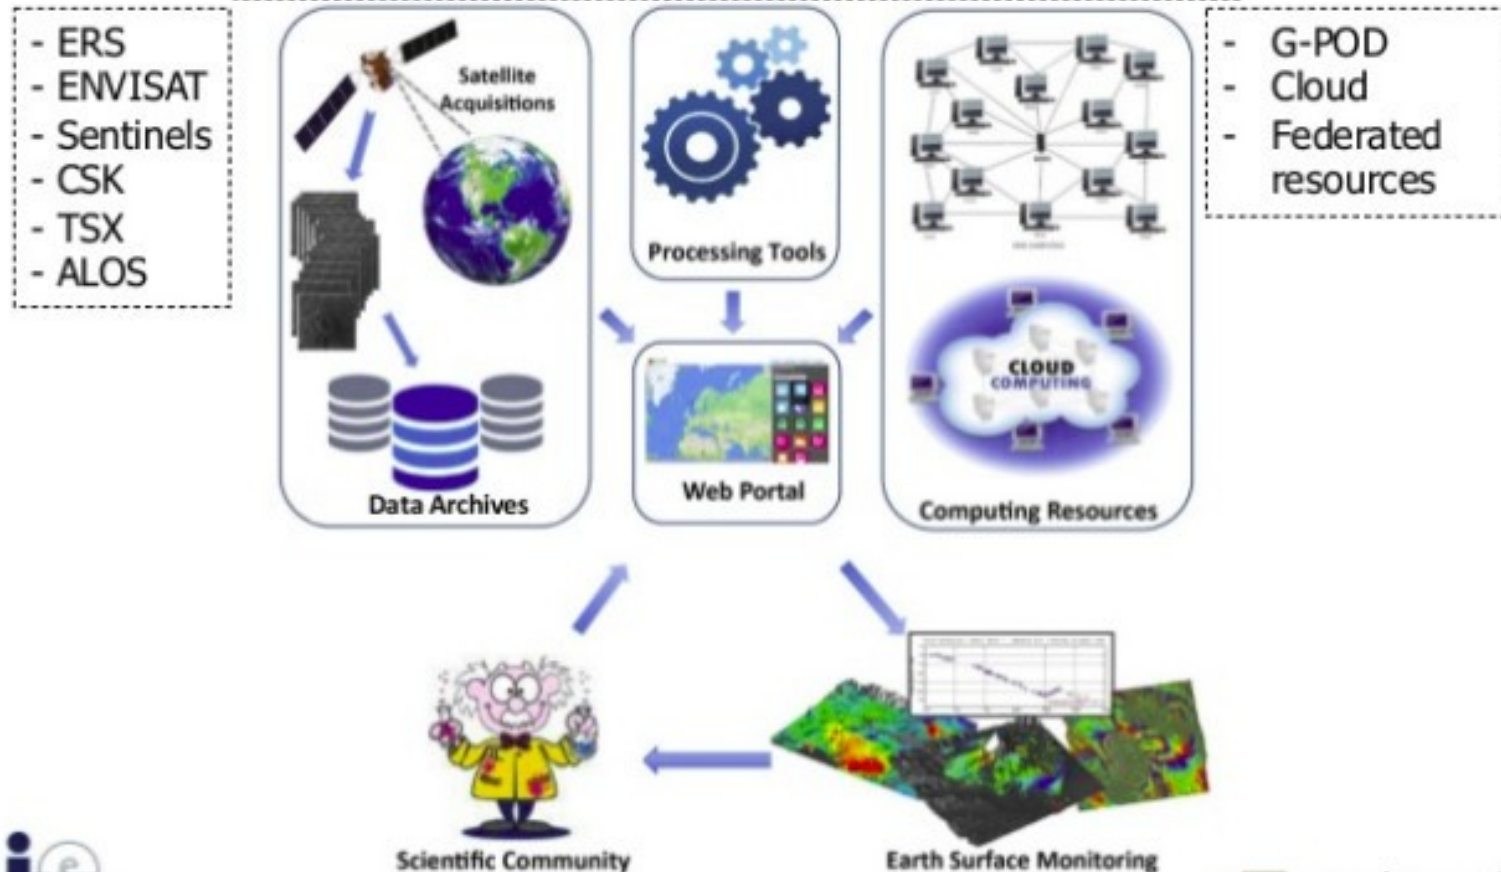 - ERS
- ENVISAT
- Sentinels
- CSK
- TSX
- ALOS
Satellite
Acquisitions
Data Archives
Processing Tools
Web Portal
CLOUD
COMPUTING
Computing Resources
- G-POD
- Cloud
- Federated
resources
Scientific Community
Earth Surface Monitoring
e